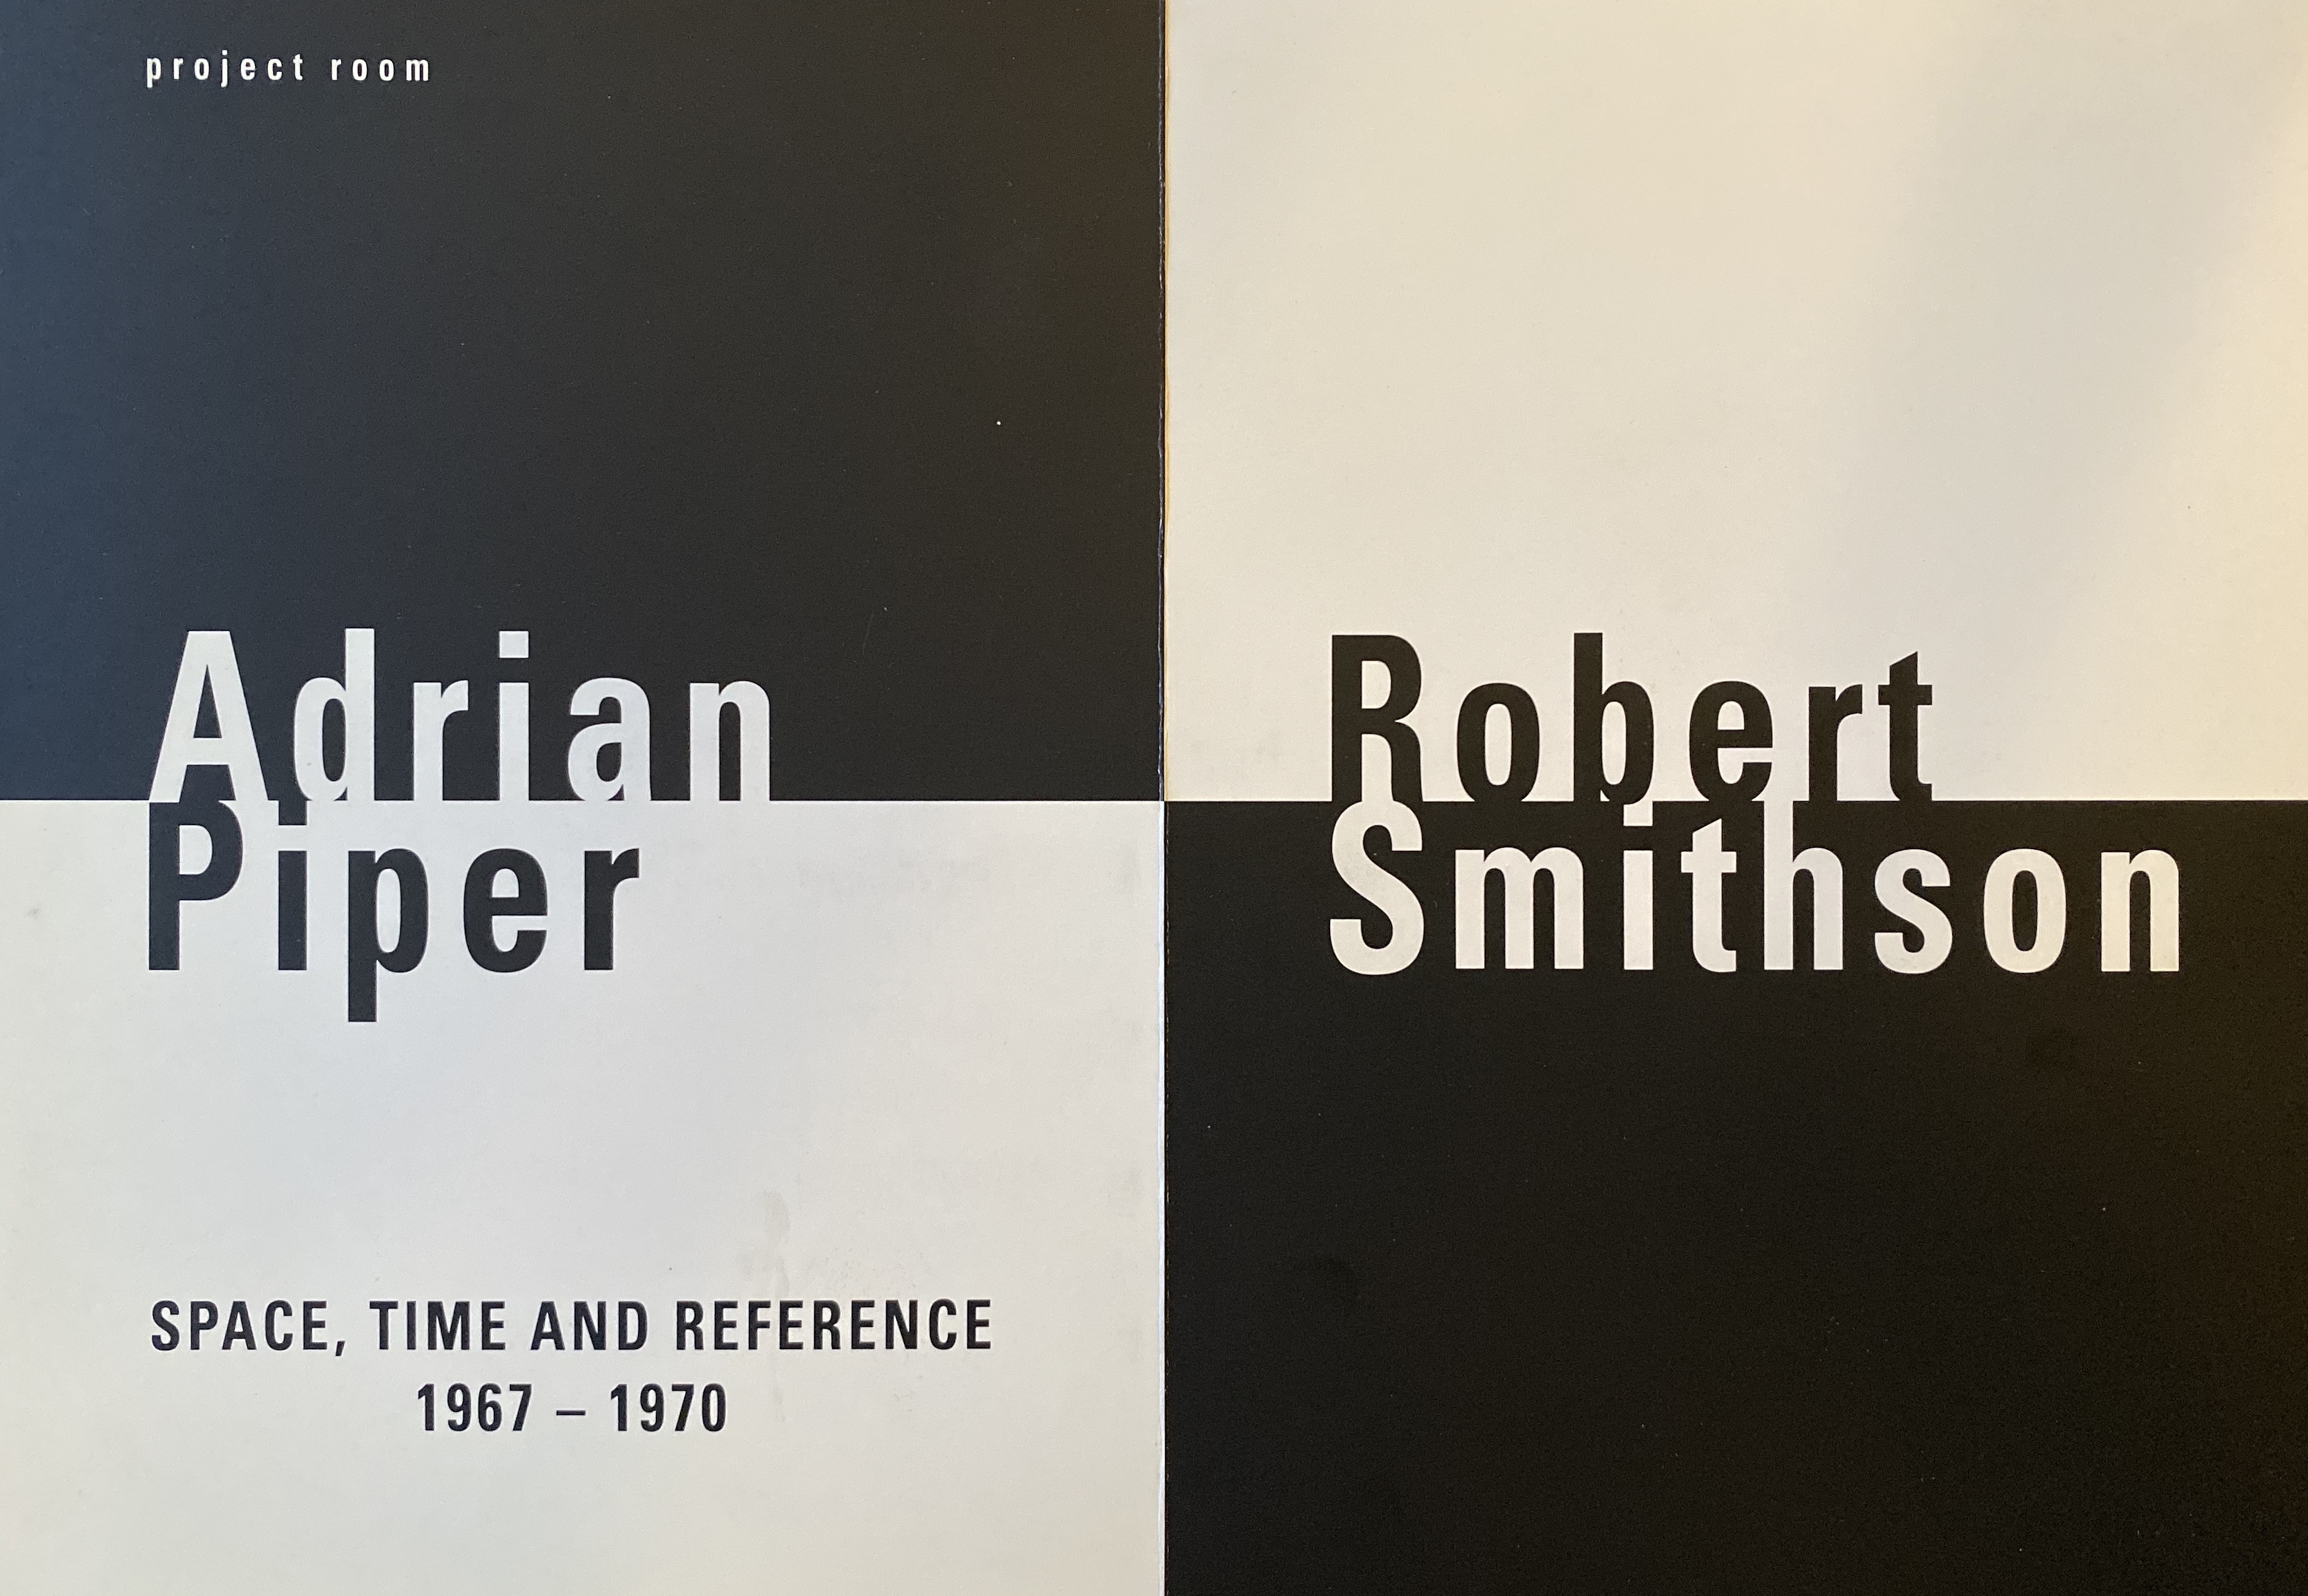 project room
Adrian
Piper
SPACE, TIME AND REFERENCE
1967 – 1970
Robert
Smithson